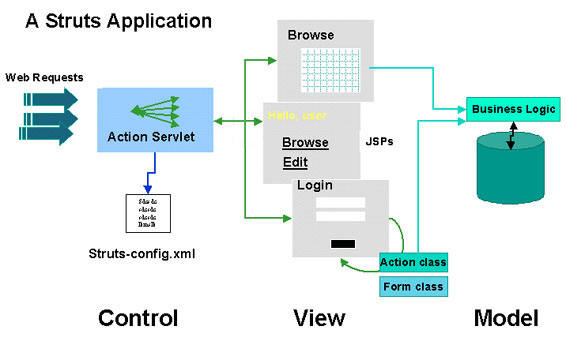 A Struts Application
Web Requests
Action Servlet
Struts-config.xml
Browse
Hello, user
Browse
Edit
JSPs
Login
Action class
Form class
Business Logic
Control
View
Model